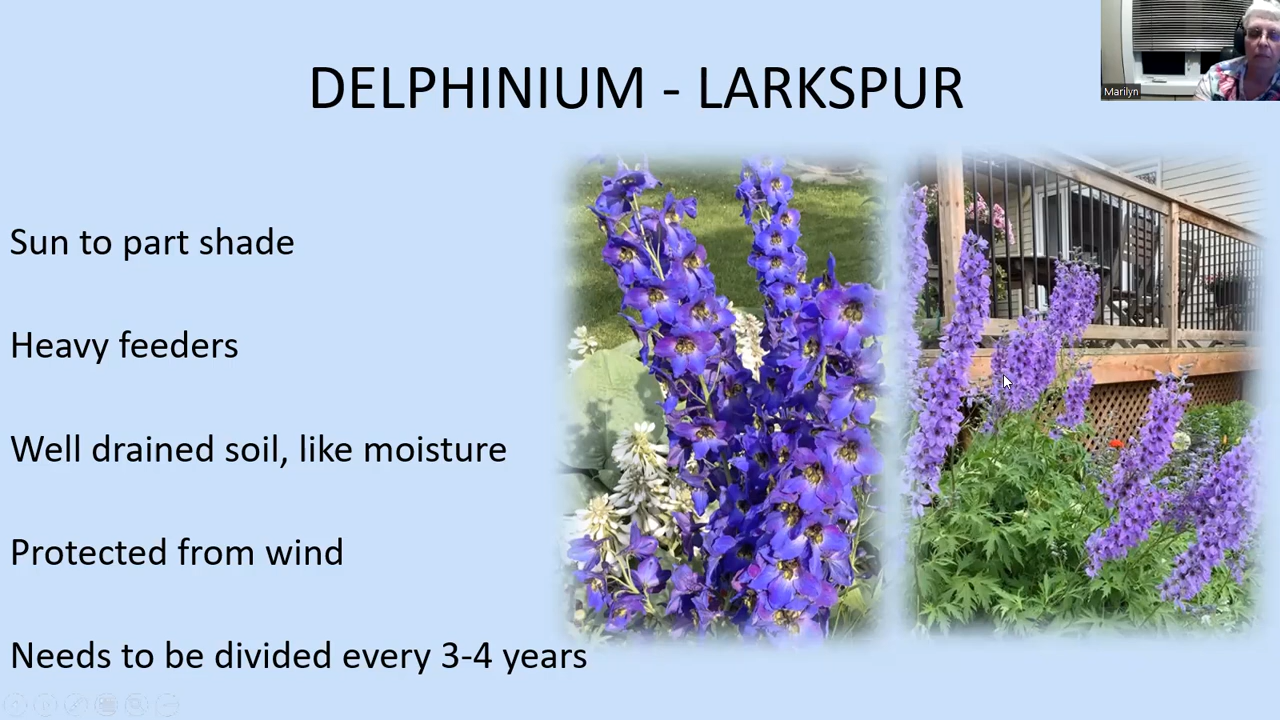 DELPHINIUM - LARKSPUR
Marilyn
Sun to part shade
Heavy feeders
Well drained soil, like moisture
Protected from wind
Needs to be divided every 3-4 years